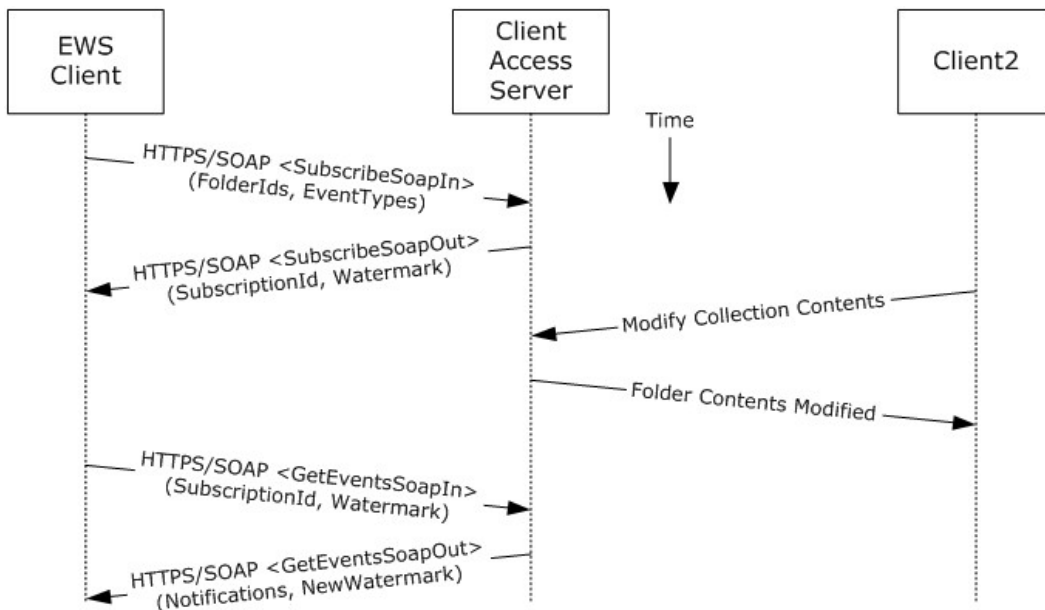 EWS
Client
Client
Access
Server
Client2
Time
HTTPS/SOAP <SubscribeSoapIn>
(FolderIds, EventTypes)
HTTPS/SOAP <SubscribeSoapOut>
(SubscriptionId, Watermark)
Modify Collection Contents
Folder Contents Modified
HTTPS/SOAP <GetEventsSoapIn>
(SubscriptionId, Watermark)
HTTPS/SOAP <GetEventsSoapOut>
(Notifications, NewWatermark)